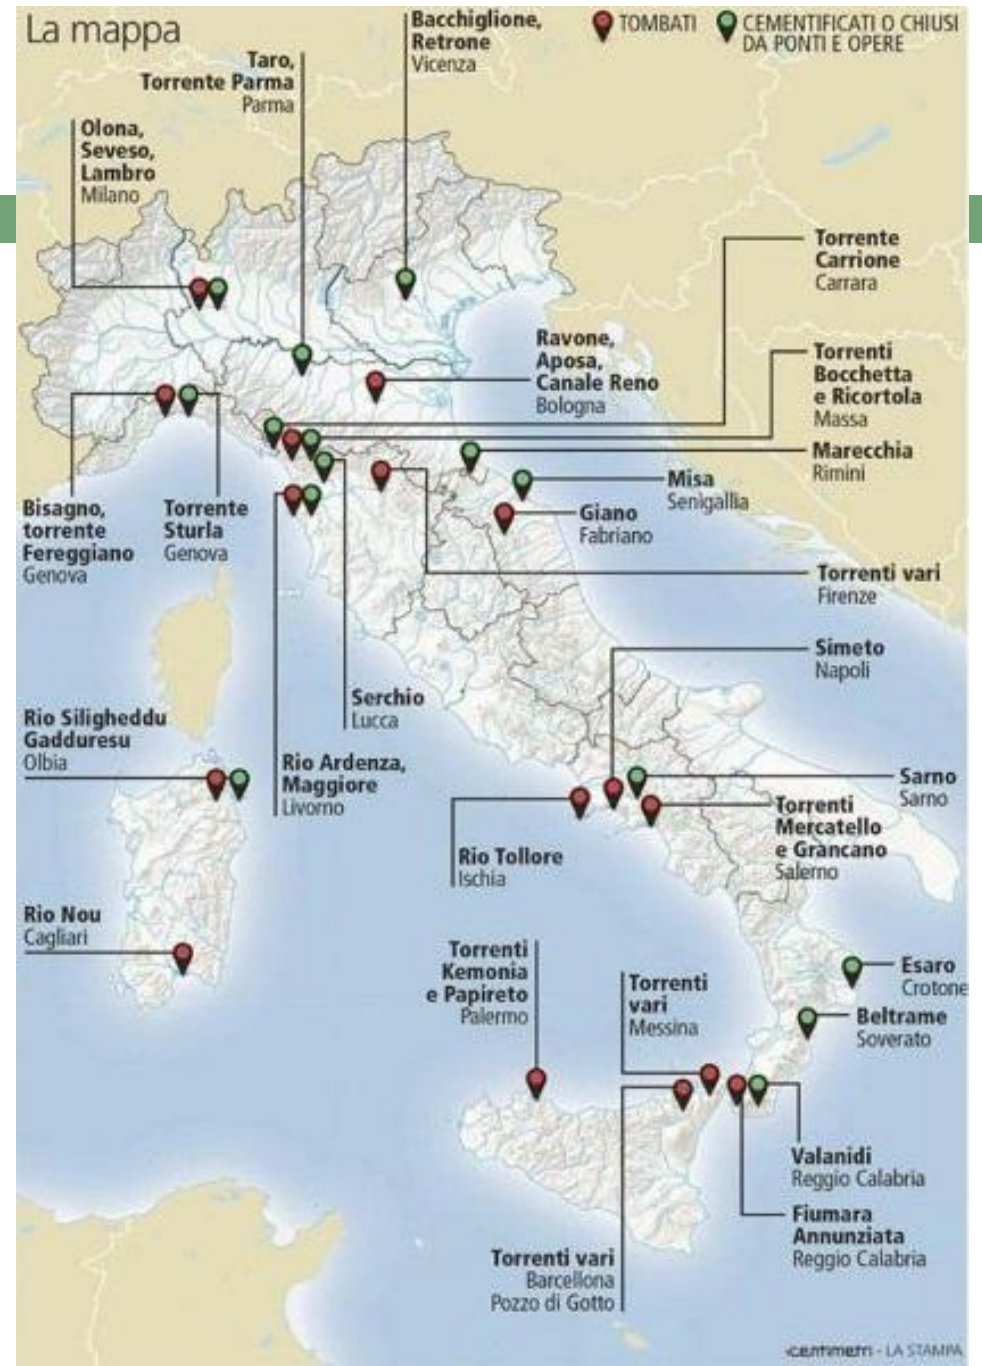 La mappa
TOMBATI
CEMENTIFICATI O CHIUSI
DA PONTI E OPERE
Bacchiglione,
Retrone
Vicenza
Taro,
Torrente Parma
Parma
Olona,
Seveso,
Lambro
Milano
Torrente
Carrione
Carrara
Ravone,
Aposa,
Canale Reno
Bologna
Torrenti
Bocchetta
e Ricortola
Massa
Marecchia
Rimini
Misa
Senigallia
Giano
Fabriano
Bisagno,
torrente
Fereggiano
Genova
Torrente
Sturla
Genova
Torrenti vari
Firenze
Simeto
Napoli
Serchio
Lucca
Rio Siligheddu
Gadduresu
Olbia
Rio Ardenza,
Maggiore
Livorno
Sarno
Sarno
Torrenti
Mercatello
e Grancano
Salerno
Rio Tollore
Ischia
Rio Nou
Cagliari
Torrenti
Kemonia
e Papireto
Palermo
Torrenti
vari
Messina
Esaro
Crotone
Beltrame
Soverato
Valanidi
Reggio Calabria
Fiumara
Annunziata
Reggio Calabria
Torrenti vari
Barcellona
Pozzo di Gotto
centimetri - LA STAMPA